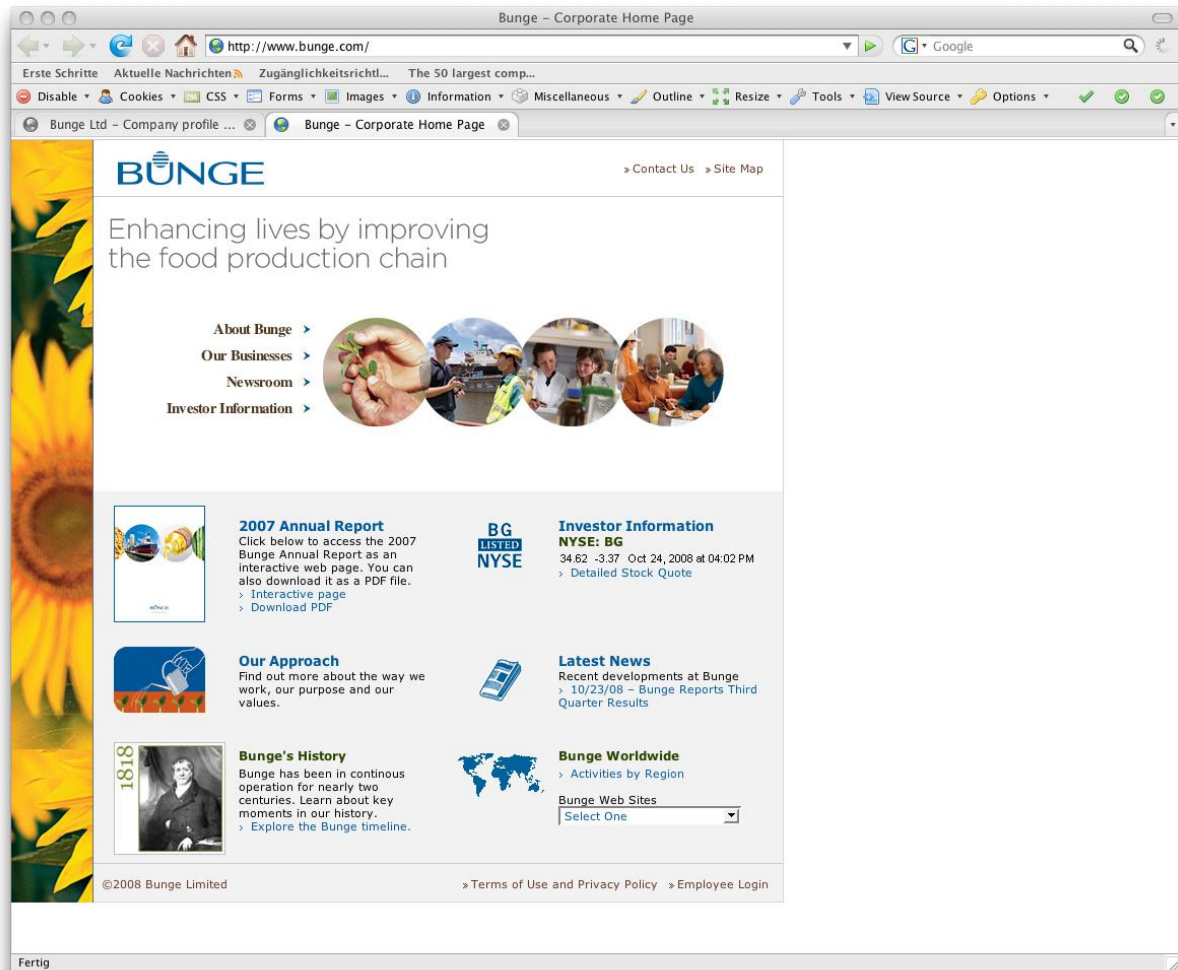 Bunge – Corporate Home Page
http://www.bunge.com/
G Google
Erste Schritte Aktuelle Nachrichten Zugänglichkeitsrichtl... The 50 largest comp...
Disable Cookies CSS Forms Images Information Miscellaneous Outline Resize Tools View Source Options
Bunge Ltd – Company profile ... Bunge – Corporate Home Page
BUNGE
» Contact Us » Site Map
Enhancing lives by improving
the food production chain
About Bunge
Our Businesses
Newsroom
Investor Information
2007 Annual Report
Click below to access the 2007
Bunge Annual Report as an
interactive web page. You can
also download it as a PDF file.
› Interactive page
› Download PDF
BG
LISTED
NYSE
Investor Information
NYSE: BG
34.62 -3.37 Oct 24, 2008 at 04:02 PM
› Detailed Stock Quote
Our Approach
Find out more about the way we
work, our purpose and our
values.
Latest News
Recent developments at Bunge
› 10/23/08 – Bunge Reports Third
Quarter Results
1818
Bunge's History
Bunge has been in continous
operation for nearly two
centuries. Learn about key
moments in our history.
› Explore the Bunge timeline.
Bunge Worldwide
› Activities by Region
Bunge Web Sites
Select One
©2008 Bunge Limited
» Terms of Use and Privacy Policy » Employee Login
Fertig